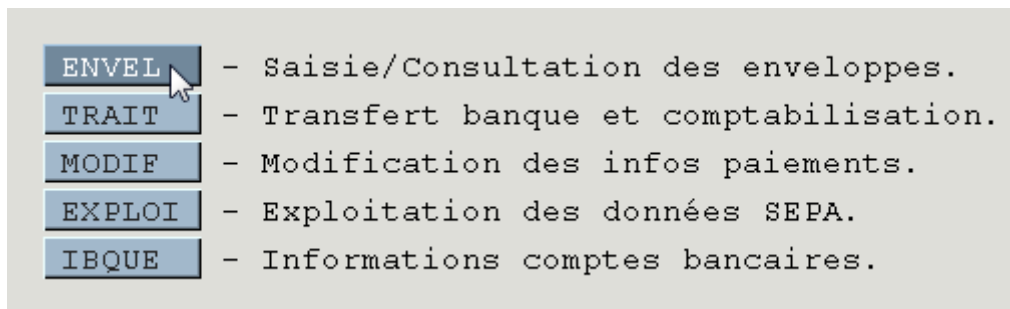 ENVEL - Saisie/Consultation des enveloppes.
TRAIT - Transfert banque et comptabilisation.
MODIF - Modification des infos paiements.
EXPLOI - Exploitation des données SEPA.
IBQUE - Informations comptes bancaires.